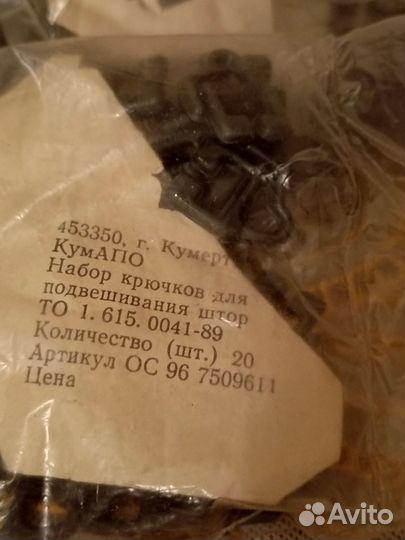 453350, г. Кумерт
КумАПО
Набор крючков для
подвешивания штор
ТО 1. 615. 0041-89
Количество (шт.) 20
Артикул ОС 96 7509611
Цена
Avito